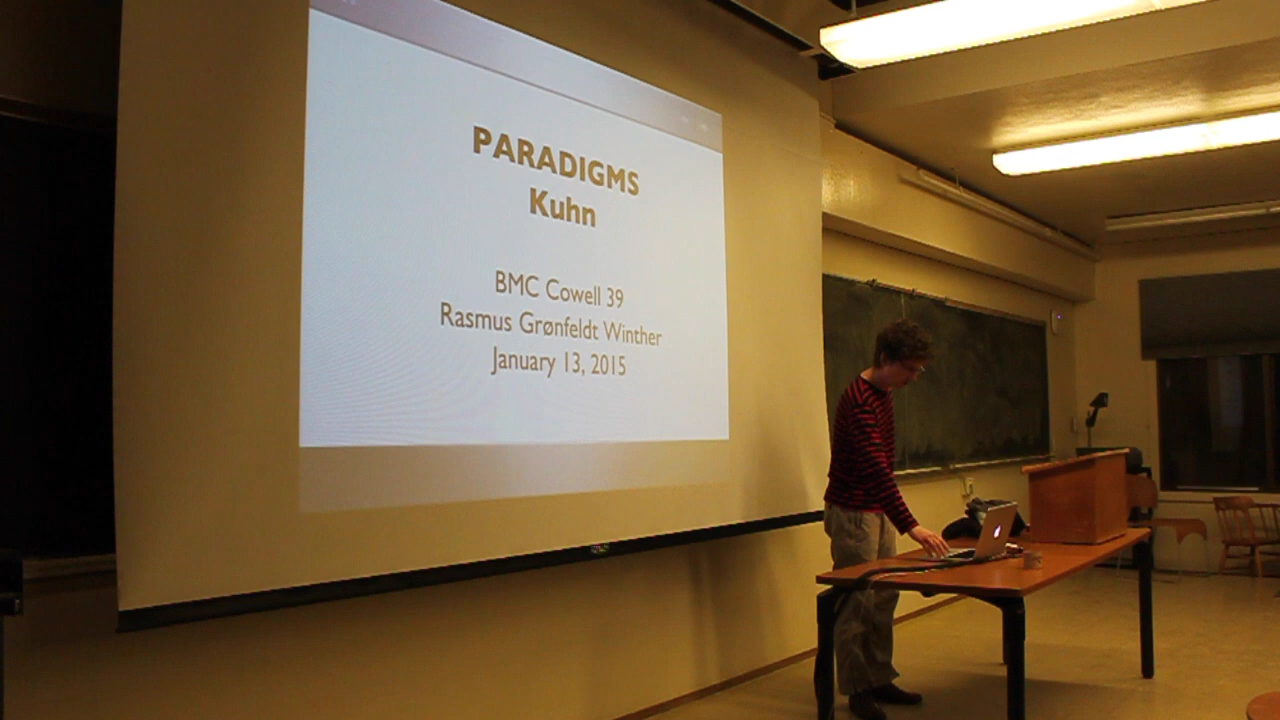 PARADIGMS
Kuhn
BMC Cowell 39
Rasmus Grønfeldt Winther
January 13, 2015